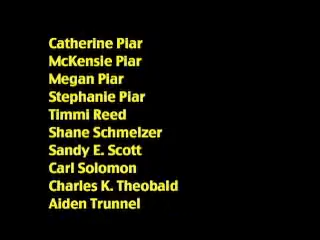 Catherine Piar
McKensie Piar
Megan Piar
Stephanie Piar
Timmi Reed
Shane Schmelzer
Sandy E. Scott
Carl Solomon
Charles K. Theobald
Aiden Trunnel